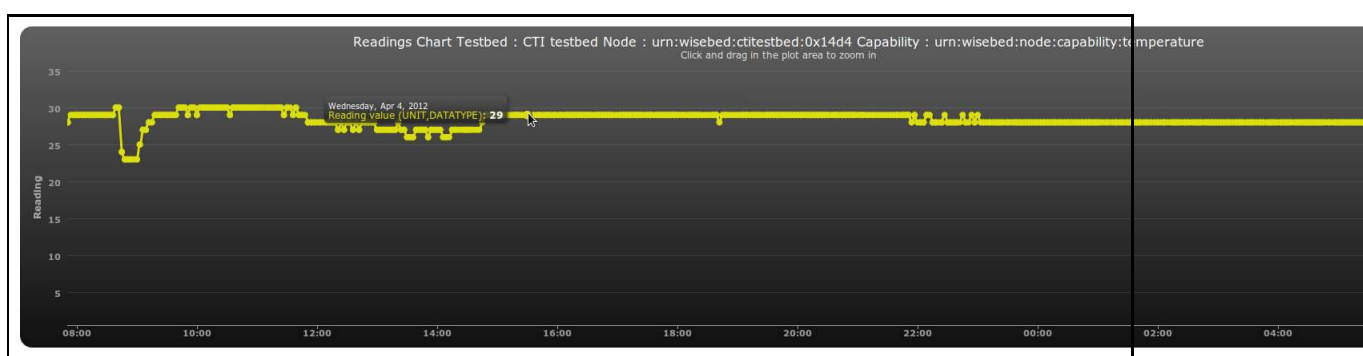 Readings Chart Testbed : CTI testbed Node : urn:wisebed:ctitestbed:0x14d4 Capability : urn:wisebed:node:capability:temperature
Click and drag in the plot area to zoom in
35
30
25
20
15
10
5
Reading
Wednesday, Apr 4, 2012
Reading value (UNIT,DATATYPE): 29
08:00 10:00 12:00 14:00 16:00 18:00 20:00 22:00 00:00 02:00 04:00